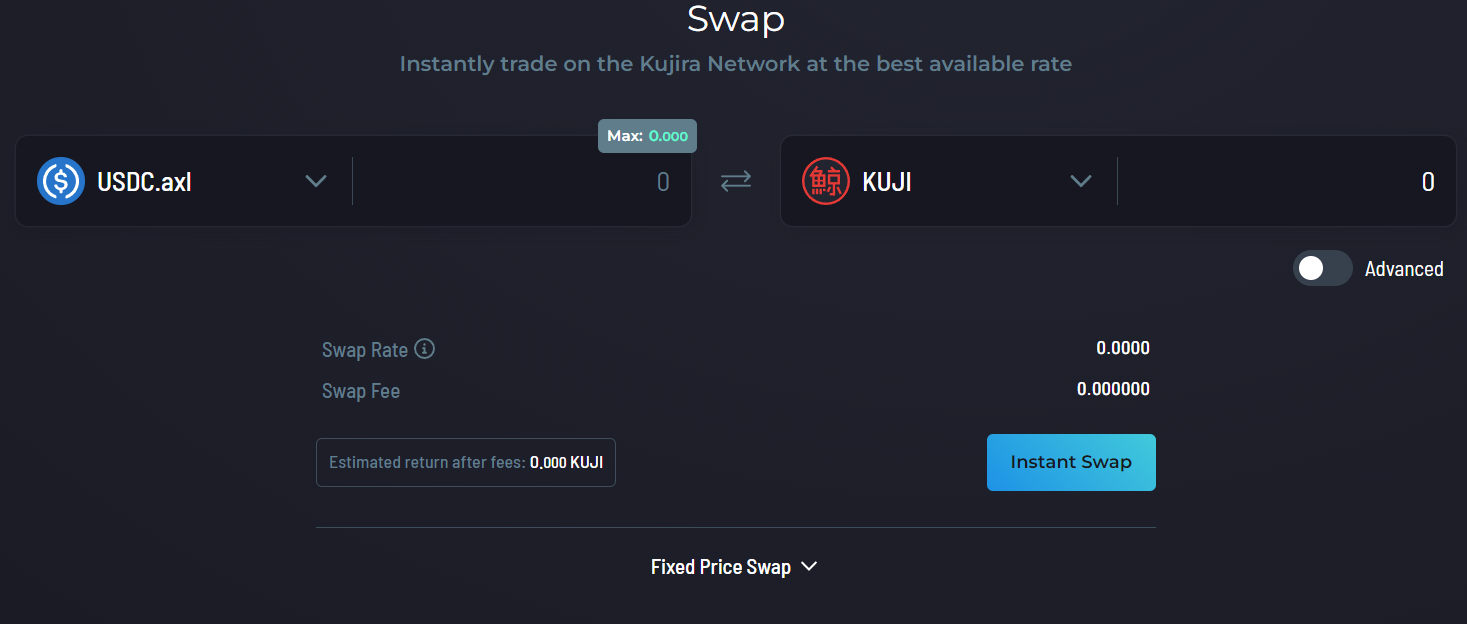 Swap
Instantly trade on the Kujira Network at the best available rate
Max: 0.000
USDC.axl
0
鯨
KUJI
0
Advanced
Swap Rate
0.0000
Swap Fee
0.000000
Estimated return after fees: 0.000 KUJI
Instant Swap
Fixed Price Swap